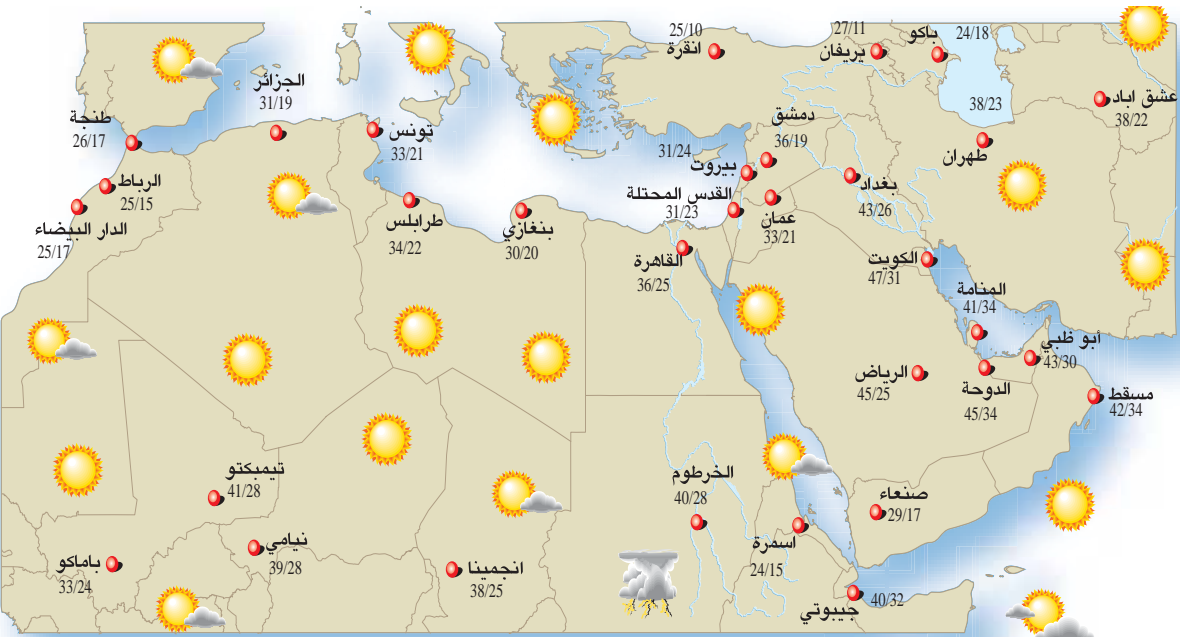 25/10
انقرة
27/11
يريفان
باكو
24/18
عشق اباد
38/22
38/23
طهران
الجزائر
31/19
طنجة
26/17
تونس
33/21
دمشق
36/19
31/24
بيروت
بغداد
43/26
الرباط
25/15
القدس المحتلة
31/23
عمان
33/21
الدار البيضاء
25/17
طرابلس
34/22
بنغازي
30/20
القاهرة
36/25
الكويت
47/31
المنامة
41/34
أبو ظبي
43/30
الرياض
45/25
الدوحة
45/34
مسقط
42/34
تيمبكتو
41/28
الخرطوم
40/28
صنعاء
29/17
اسمرة
24/15
نيامي
39/28
باماكو
33/24
انجمينا
38/25
جيبوتي
40/32